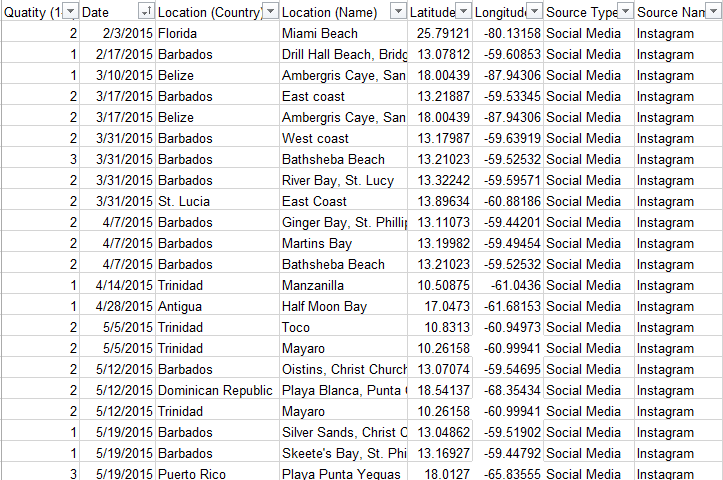 Quatity (1- Date Location (Country) Location (Name) Latitude Longitude Source Type Source Nam
2 2/3/2015 Florida Miami Beach 25.79121 -80.13158 Social Media Instagram
1 2/17/2015 Barbados Drill Hall Beach, Bridg 13.07812 -59.60853 Social Media Instagram
1 3/10/2015 Belize Ambergris Caye, San 18.00439 -87.94306 Social Media Instagram
2 3/17/2015 Barbados East coast 13.21887 -59.53345 Social Media Instagram
2 3/17/2015 Belize Ambergris Caye, San 18.00439 -87.94306 Social Media Instagram
2 3/31/2015 Barbados West coast 13.17987 -59.63919 Social Media Instagram
3 3/31/2015 Barbados Bathsheba Beach 13.21023 -59.52532 Social Media Instagram
2 3/31/2015 Barbados River Bay, St. Lucy 13.32242 -59.59571 Social Media Instagram
2 3/31/2015 St. Lucia East Coast 13.89634 -60.88186 Social Media Instagram
2 4/7/2015 Barbados Ginger Bay, St. Phillip 13.11073 -59.44201 Social Media Instagram
2 4/7/2015 Barbados Martins Bay 13.19982 -59.49454 Social Media Instagram
2 4/7/2015 Barbados Bathsheba Beach 13.21023 -59.52532 Social Media Instagram
1 4/14/2015 Trinidad Manzanilla 10.50875 -61.0436 Social Media Instagram
1 4/28/2015 Antigua Half Moon Bay 17.0473 -61.68153 Social Media Instagram
2 5/5/2015 Trinidad Toco 10.8313 -60.94973 Social Media Instagram
2 5/5/2015 Trinidad Mayaro 10.26158 -60.99941 Social Media Instagram
2 5/12/2015 Barbados Oistins, Christ Church 13.07074 -59.54695 Social Media Instagram
2 5/12/2015 Dominican Republic Playa Blanca, Punta C 18.54137 -68.35434 Social Media Instagram
2 5/12/2015 Trinidad Mayaro 10.26158 -60.99941 Social Media Instagram
1 5/19/2015 Barbados Silver Sands, Christ C 13.04862 -59.51902 Social Media Instagram
1 5/19/2015 Barbados Skeete's Bay, St. Phi 13.16927 -59.44792 Social Media Instagram
3 5/19/2015 Puerto Rico Playa Punta Yeguas 18.0127 -65.83555 Social Media Instagram